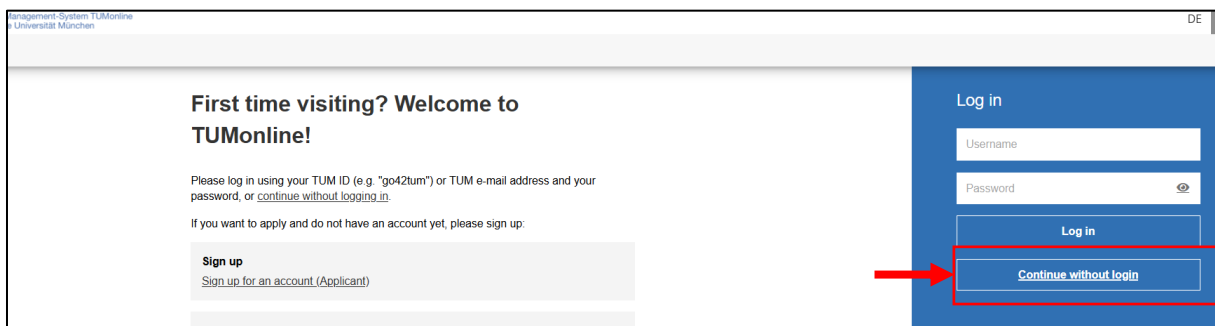 Management-System TUMonline
e Universität München
DE
First time visiting? Welcome to
TUMonline!
Please log in using your TUM ID (e.g. "go42tum") or TUM e-mail address and your
password, or continue without logging in.
If you want to apply and do not have an account yet, please sign up:
Sign up
Sign up for an account (Applicant)
Log in
Username
Password
Log in
Continue without login